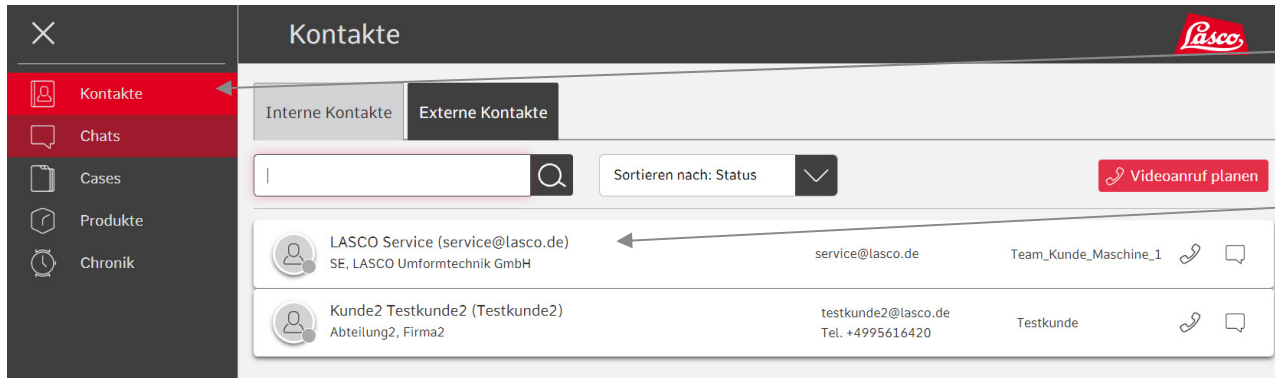 Kontakte
Lasco
Kontakte
Chats
Cases
Produkte
Chronik
Interne Kontakte
Externe Kontakte
Sortieren nach: Status
Videoanruf planen
LASCO Service (service@lasco.de)
SE, LASCO Umformtechnik GmbH
service@lasco.de
Team_Kunde_Maschine_1
Kunde2 Testkunde2 (Testkunde2)
Abteilung2, Firma2
testkunde2@lasco.de
Tel. +4995616420
Testkunde